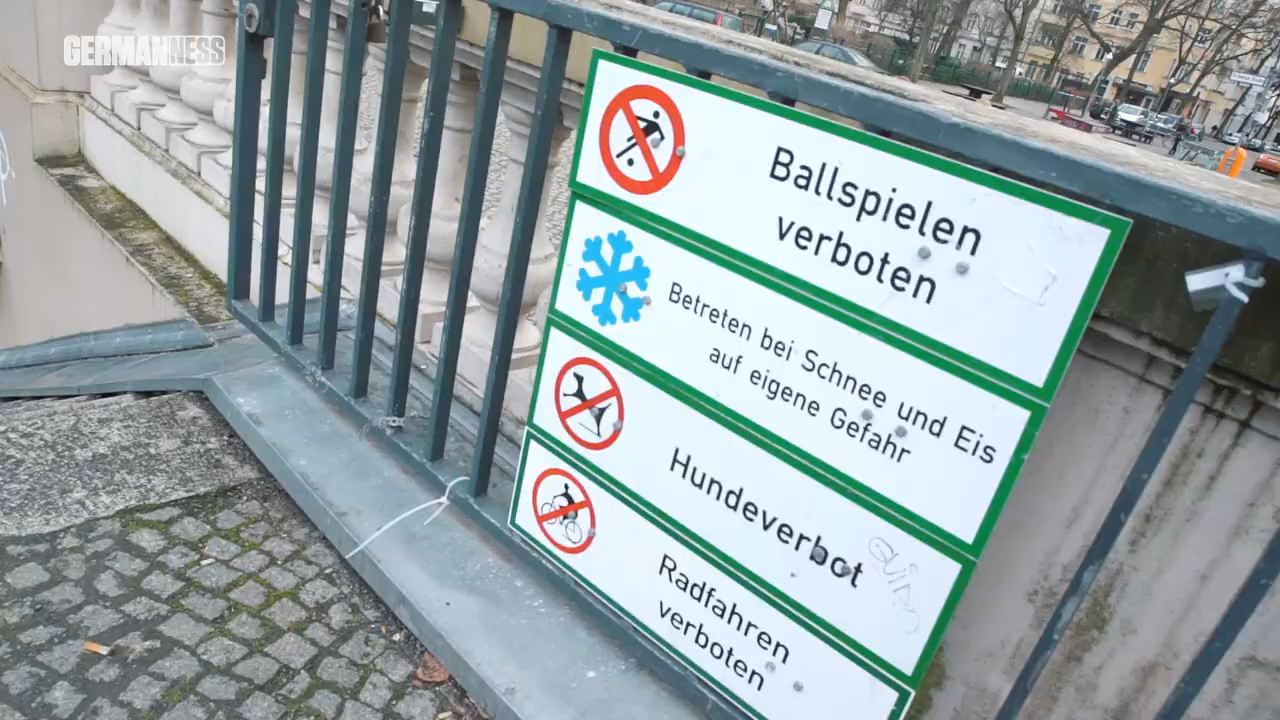 GERMANNESS
Ballspielen
verboten
Betreten bei Schnee und Eis
auf eigene Gefahr
Hundeverbot
Radfahren
verboten